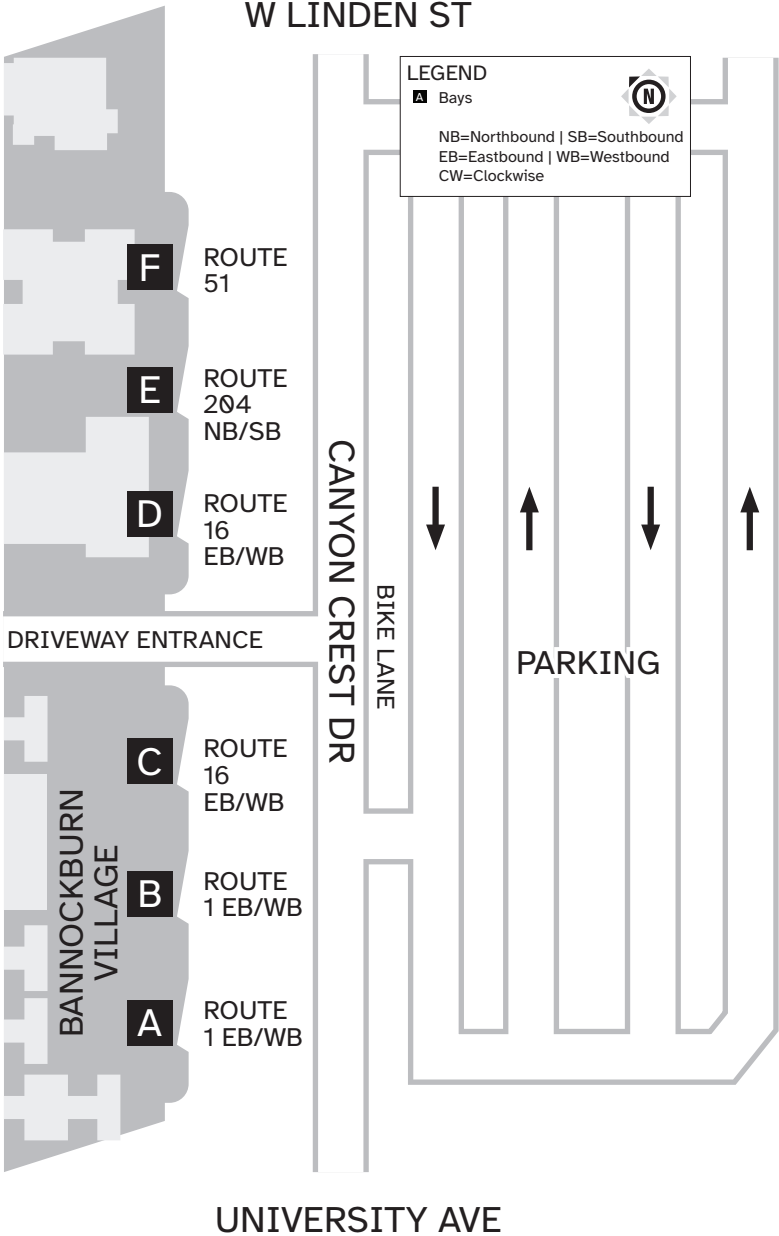 W LINDEN ST
LEGEND
N
A Bays
NB=Northbound | SB=Southbound
EB=Eastbound | WB=Westbound
CW=Clockwise
F
ROUTE
51
E
ROUTE
204
NB/SB
D
ROUTE
16
EB/WB
CANYON CREST DR
BIKE LANE
DRIVEWAY ENTRANCE
PARKING
C
ROUTE
16
EB/WB
BANNOCKBURN
VILLAGE
B
ROUTE
1 EB/WB
A
ROUTE
1 EB/WB
UNIVERSITY AVE